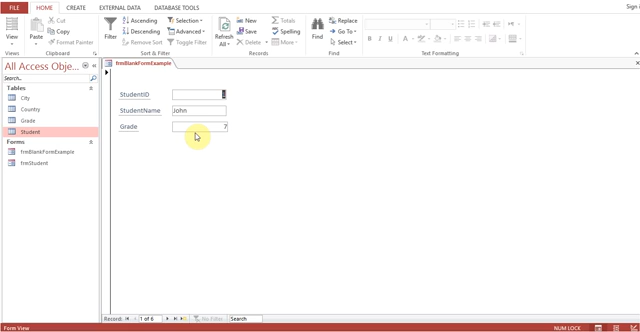 Sign i
FILE HOME CREATE EXTERNAL DATA DATABASE TOOLS
View Paste Cut Copy Format Painter
Filter Ascending Descending Remove Sort Selection Advanced Toggle Filter
Refresh All New Save Delete Totals Spelling More
Find Replace Go To Select
Views Clipboard Sort & Filter Records Find Text Formatting
All Access Obje...
Search...
Tables
City
Country
Grade
Student
Forms
frmBlankFormExample
frmStudent
frmBlankFormExample
StudentID 1
StudentName John
Grade 7
Record: 1 of 6 No Filter Search
Form View NUM LOCK